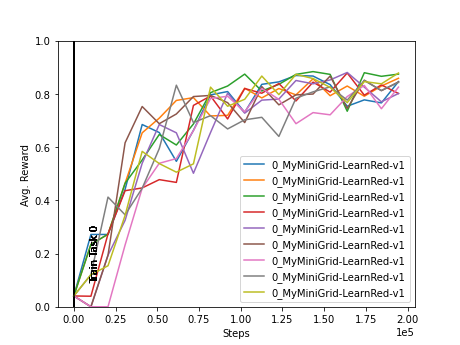 1.0
0.8
0.6
0.4
0.2
0.0
Avg. Reward
Train Task 0
0_MyMiniGrid-LearnRed-v1
0_MyMiniGrid-LearnRed-v1
0_MyMiniGrid-LearnRed-v1
0_MyMiniGrid-LearnRed-v1
0_MyMiniGrid-LearnRed-v1
0_MyMiniGrid-LearnRed-v1
0_MyMiniGrid-LearnRed-v1
0_MyMiniGrid-LearnRed-v1
0_MyMiniGrid-LearnRed-v1
0.00 0.25 0.50 0.75 1.00 1.25 1.50 1.75 2.00
Steps
1e5